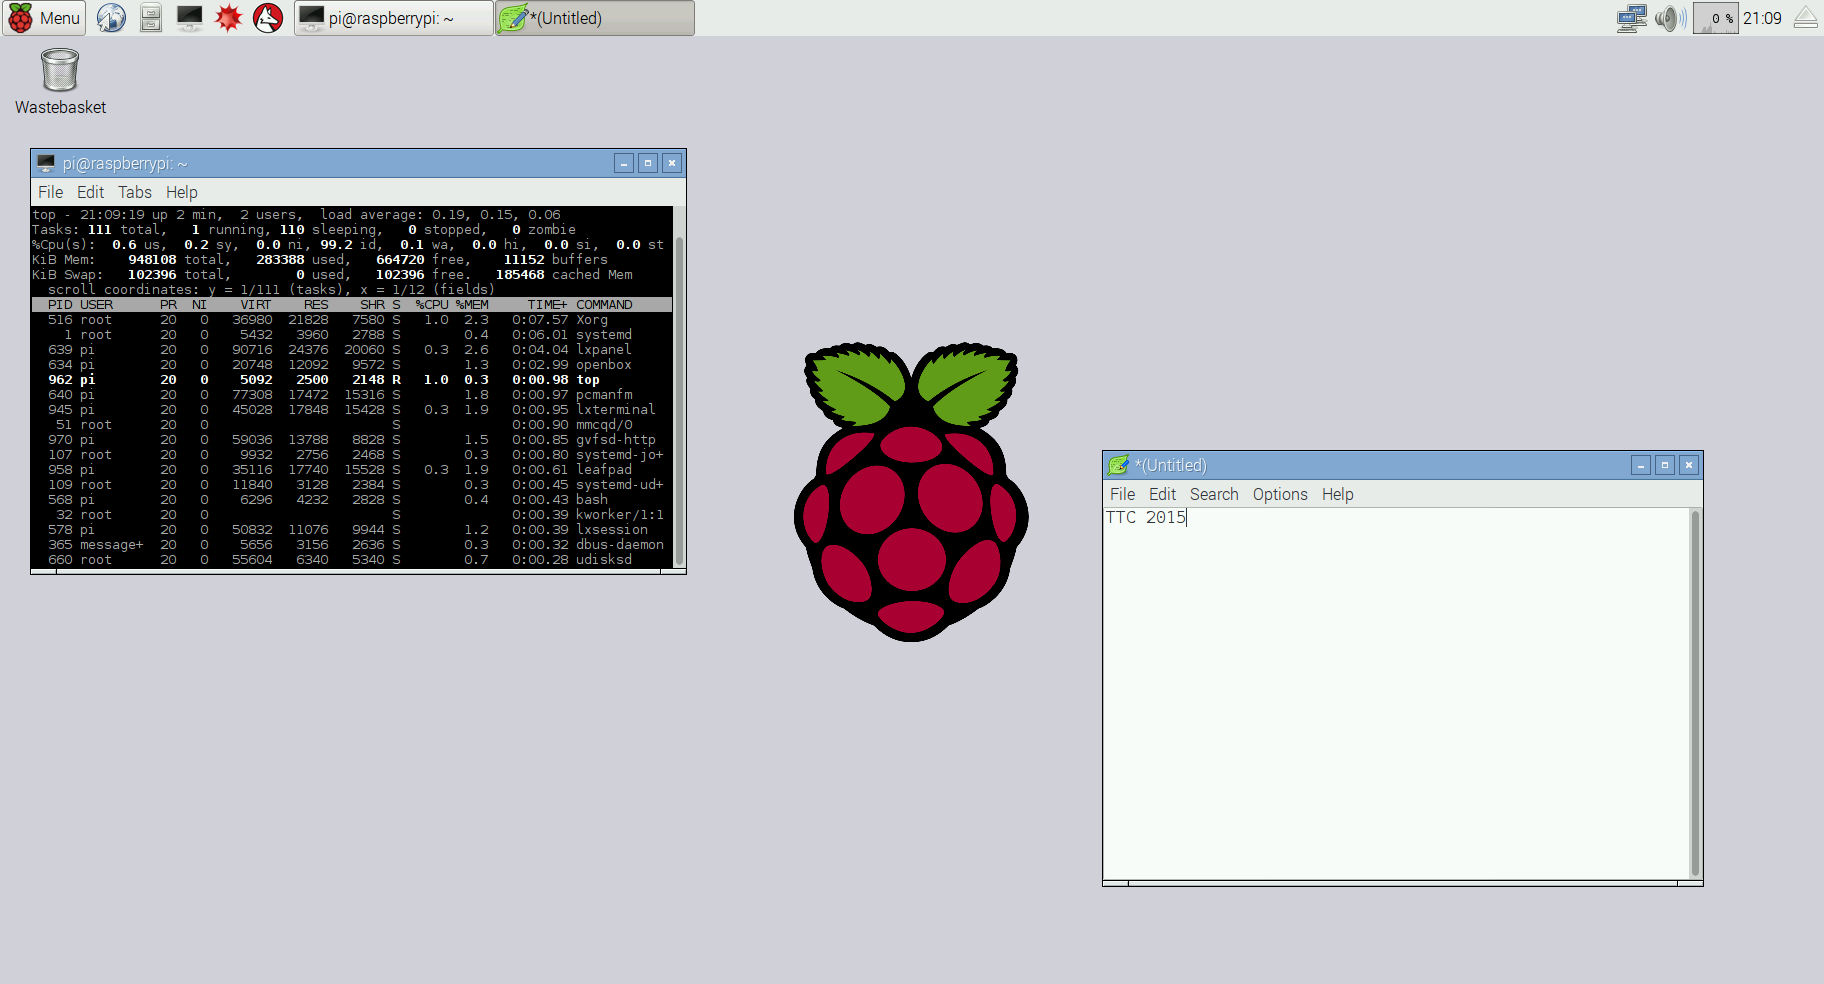 Menu pi@raspberrypi: ~ *(Untitled) 0 % 21:09
Wastebasket
pi@raspberrypi: ~
File Edit Tabs Help
top - 21:09:19 up 2 min,  2 users,  load average: 0.19, 0.15, 0.06
Tasks: 111 total,   1 running, 110 sleeping,   0 stopped,   0 zombie
%Cpu(s):  0.6 us,  0.2 sy,  0.0 ni, 99.2 id,  0.1 wa,  0.0 hi,  0.0 si,  0.0 st
KiB Mem:    948108 total,   283388 used,   664720 free,    11152 buffers
KiB Swap:   102396 total,        0 used,   102396 free.   185468 cached Mem
scroll coordinates: y = 1/111 (tasks), x = 1/12 (fields)
PID USER PR NI VIRT RES SHR S %CPU %MEM TIME+ COMMAND
516 root 20 0 36980 21828 7580 S 1.0 2.3 0:07.57 Xorg
1 root 20 0 5432 3960 2788 S 0.4 0:06.01 systemd
639 pi 20 0 90716 24376 20060 S 0.3 2.6 0:04.04 lxpanel
634 pi 20 0 20748 12092 9572 S 1.3 0:02.99 openbox
962 pi 20 0 5092 2500 2148 R 1.0 0.3 0:00.98 top
640 pi 20 0 77308 17472 15316 S 1.8 0:00.97 pcmanfm
945 pi 20 0 45028 17848 15428 S 0.3 1.9 0:00.95 lxterminal
51 root 20 0 S 0:00.90 mmcqd/0
970 pi 20 0 59036 13788 8828 S 1.5 0:00.85 gvfsd-http
107 root 20 0 9932 2756 2468 S 0.3 0:00.80 systemd-jo+
958 pi 20 0 35116 17740 15528 S 0.3 1.9 0:00.61 leafpad
109 root 20 0 11840 3128 2384 S 0.3 0:00.45 systemd-ud+
568 pi 20 0 6296 4232 2828 S 0.4 0:00.43 bash
32 root 20 0 S 0:00.39 kworker/1:1
578 pi 20 0 50832 11076 9944 S 1.2 0:00.39 lxsession
365 message+ 20 0 5656 3156 2636 S 0.3 0:00.32 dbus-daemon
660 root 20 0 55604 6340 5340 S 0.7 0:00.28 udisksd
*(Untitled)
File Edit Search Options Help
TTC 2015